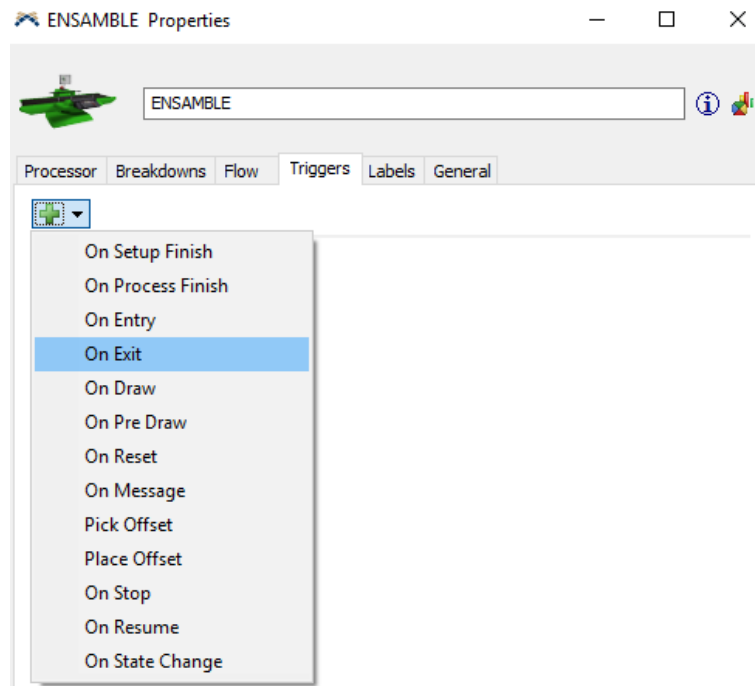 ENSAMBLE Properties
ENSAMBLE
Processor Breakdowns Flow Triggers Labels General
On Setup Finish
On Process Finish
On Entry
On Exit
On Draw
On Pre Draw
On Reset
On Message
Pick Offset
Place Offset
On Stop
On Resume
On State Change